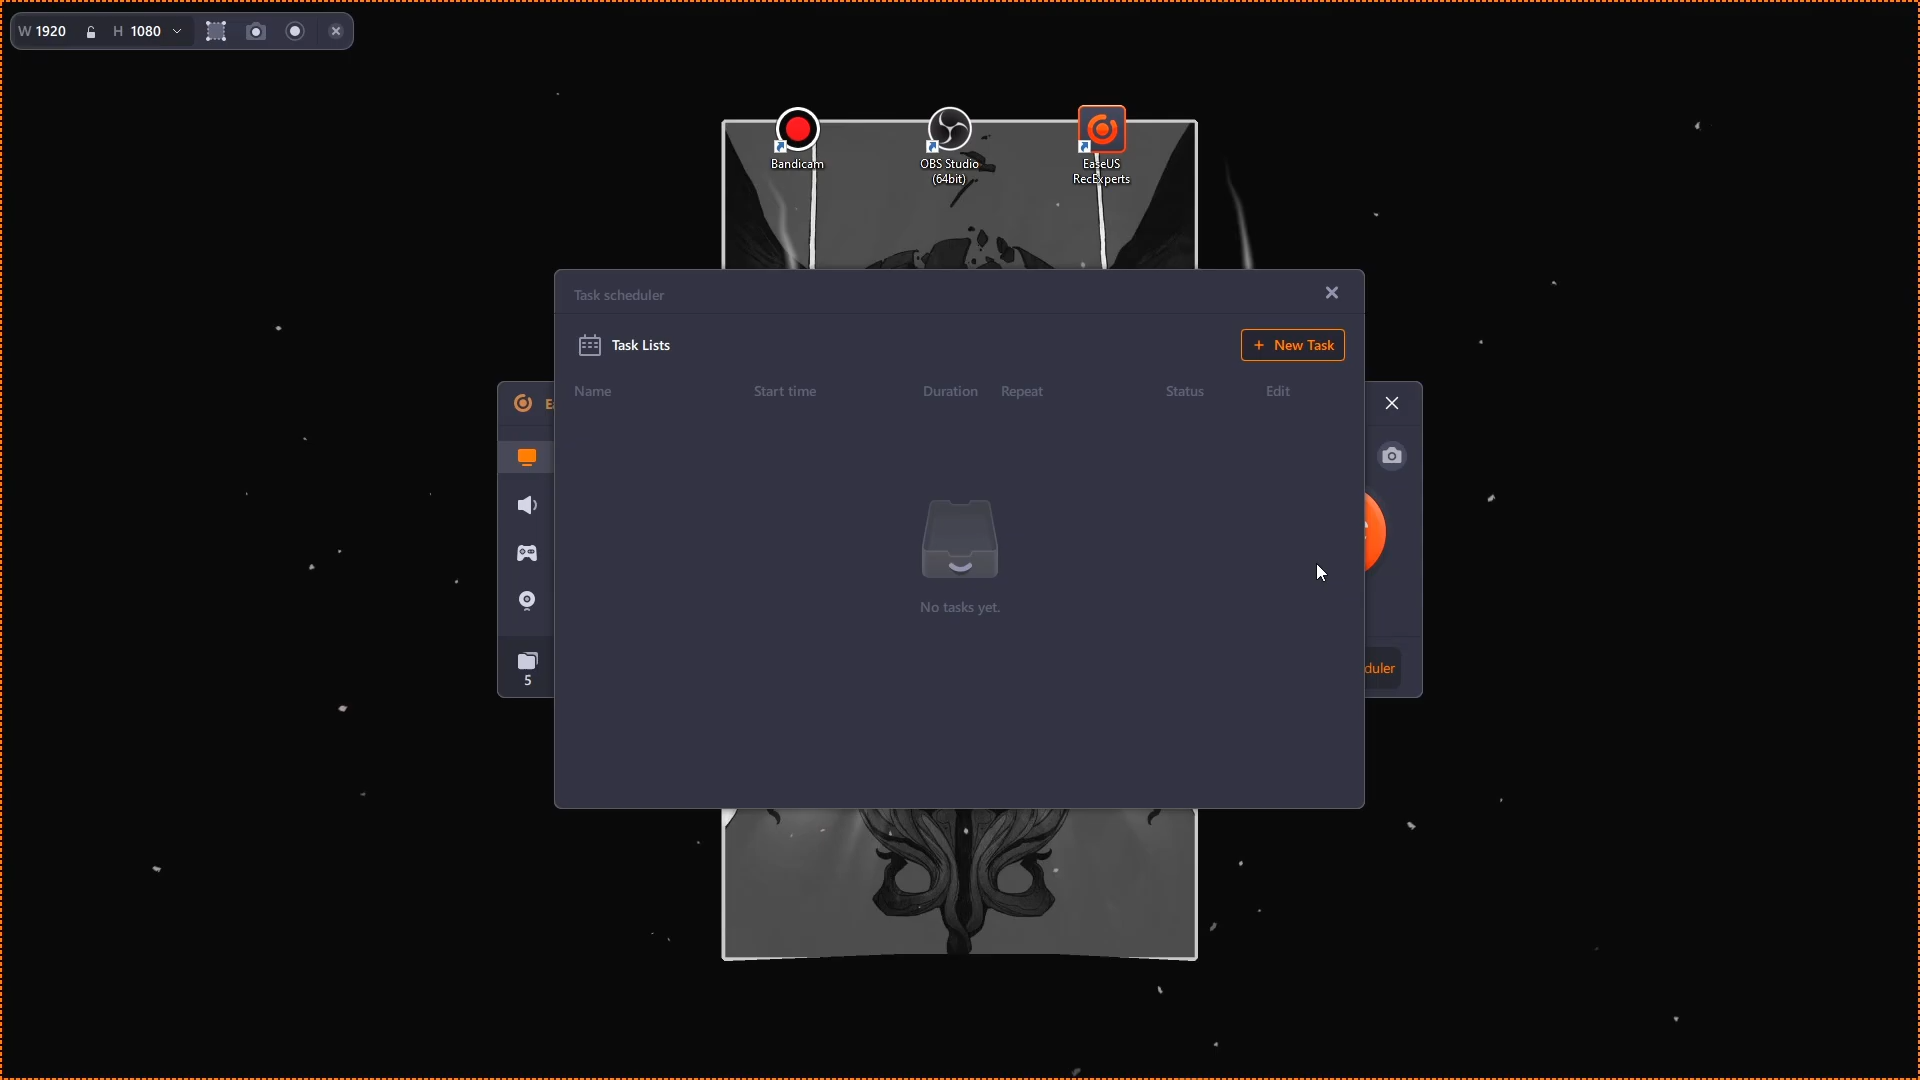 W 1920 H 1080
Bandicam
OBS Studio
(64bit)
EaseUS
RecExperts
Task scheduler
Task Lists
+ New Task
Name Start time Duration Repeat Status Edit
No tasks yet.
5
duler